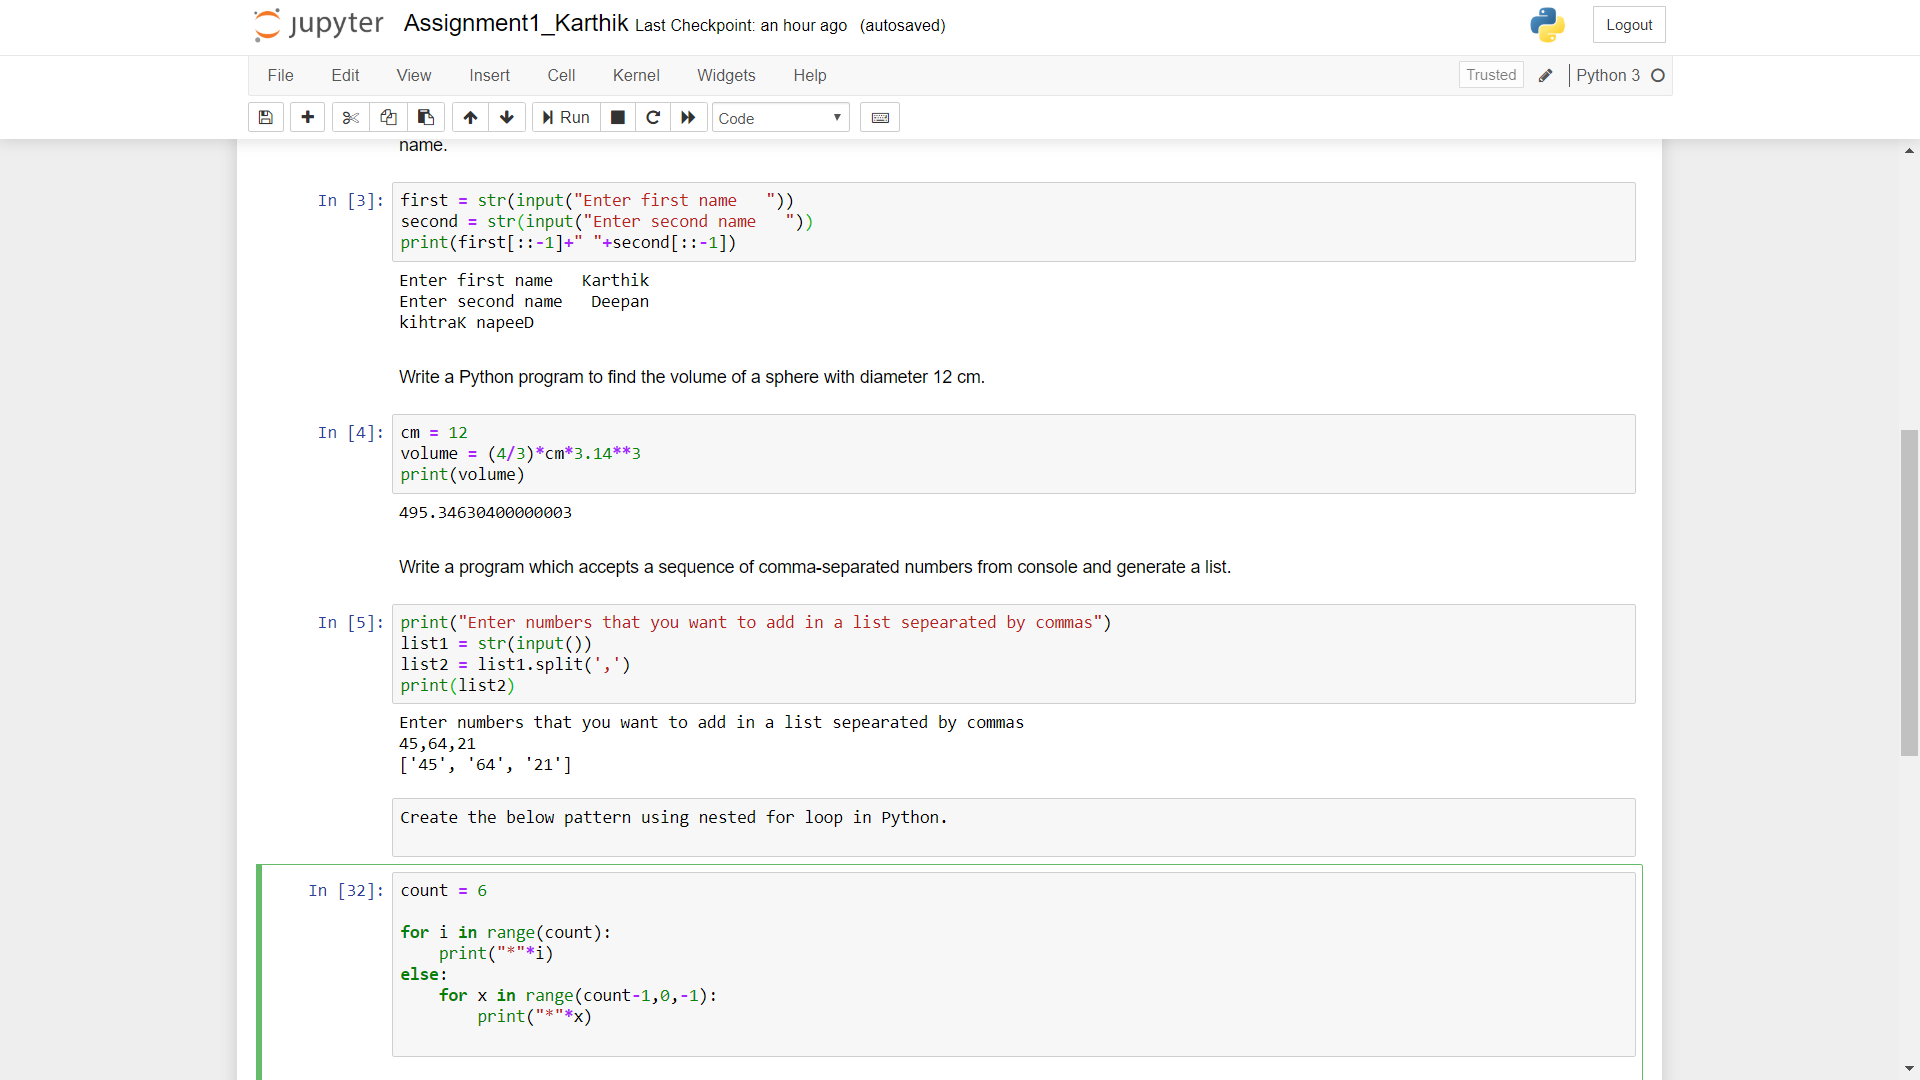 jupyter Assignment1_Karthik Last Checkpoint: an hour ago (autosaved) Logout
File Edit View Insert Cell Kernel Widgets Help Trusted Python 3
Run Code
name.
In [3]: first = str(input("Enter first name   "))
second = str(input("Enter second name   "))
print(first[::-1]+" "+second[::-1])
Enter first name   Karthik
Enter second name   Deepan
kihtraK napeeD
Write a Python program to find the volume of a sphere with diameter 12 cm.
In [4]: cm = 12
volume = (4/3)*cm*3.14**3
print(volume)
495.34630400000003
Write a program which accepts a sequence of comma-separated numbers from console and generate a list.
In [5]: print("Enter numbers that you want to add in a list sepearated by commas")
list1 = str(input())
list2 = list1.split(',')
print(list2)
Enter numbers that you want to add in a list sepearated by commas
45,64,21
['45', '64', '21']
Create the below pattern using nested for loop in Python.
In [32]: count = 6
for i in range(count):
    print("*"*i)
else:
    for x in range(count-1,0,-1):
        print("*"*x)